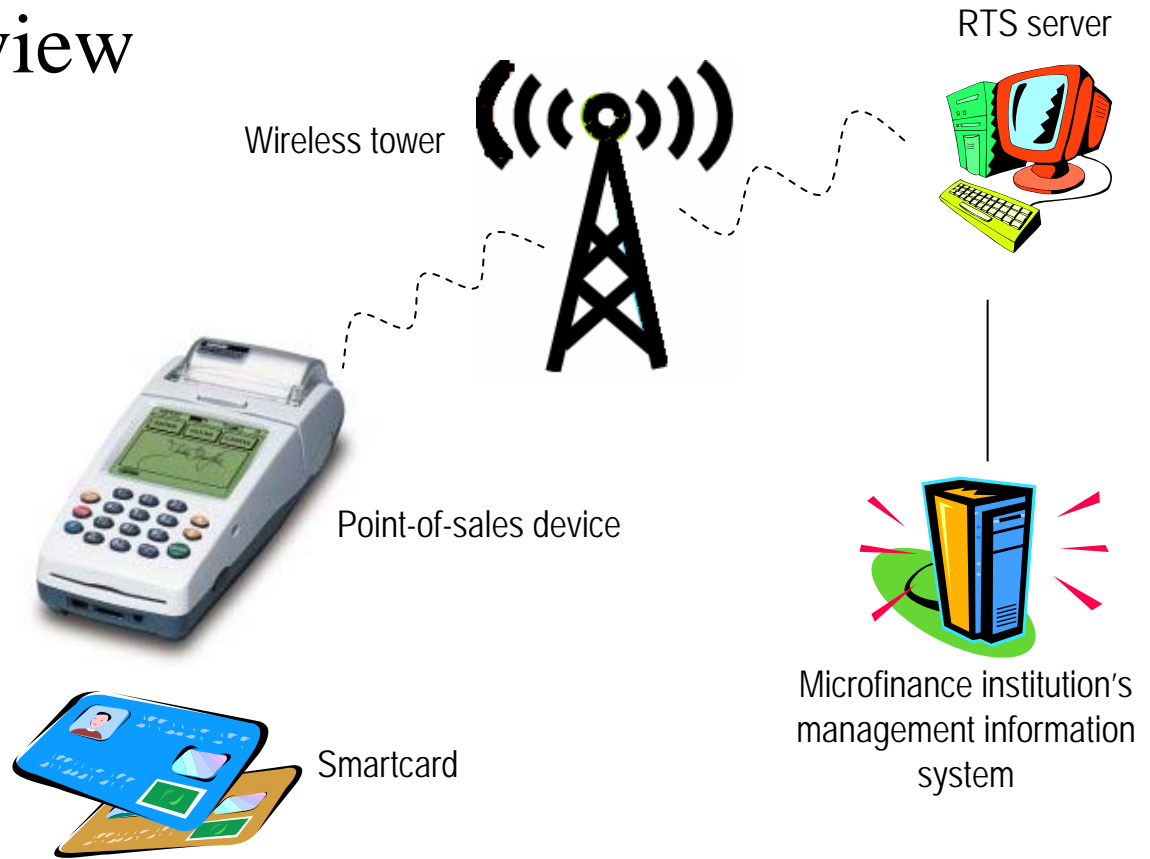 view
RTS server
Wireless tower
Point-of-sales device
Smartcard
Microfinance institution's
management information
system